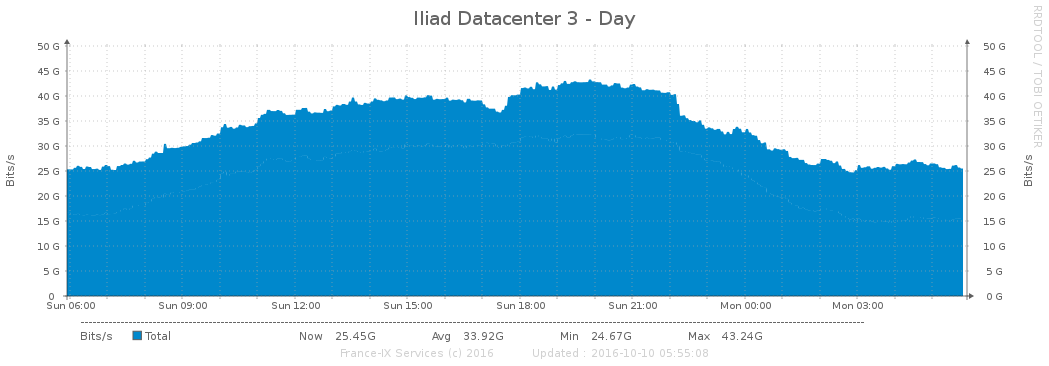 Iliad Datacenter 3 - Day
RRDTOOL / TOBI OETIKER
Bits/s
50 G 50 G
45 G 45 G
40 G 40 G
35 G 35 G
30 G 30 G
25 G 25 G
20 G 20 G
15 G 15 G
10 G 10 G
5 G 5 G
0 0 G
Bits/s
Sun 06:00 Sun 09:00 Sun 12:00 Sun 15:00 Sun 18:00 Sun 21:00 Mon 00:00 Mon 03:00
Bits/s Total Now 25.45G Avg 33.92G Min 24.67G Max 43.24G
France-IX Services (c) 2016 Updated : 2016-10-10 05:55:08